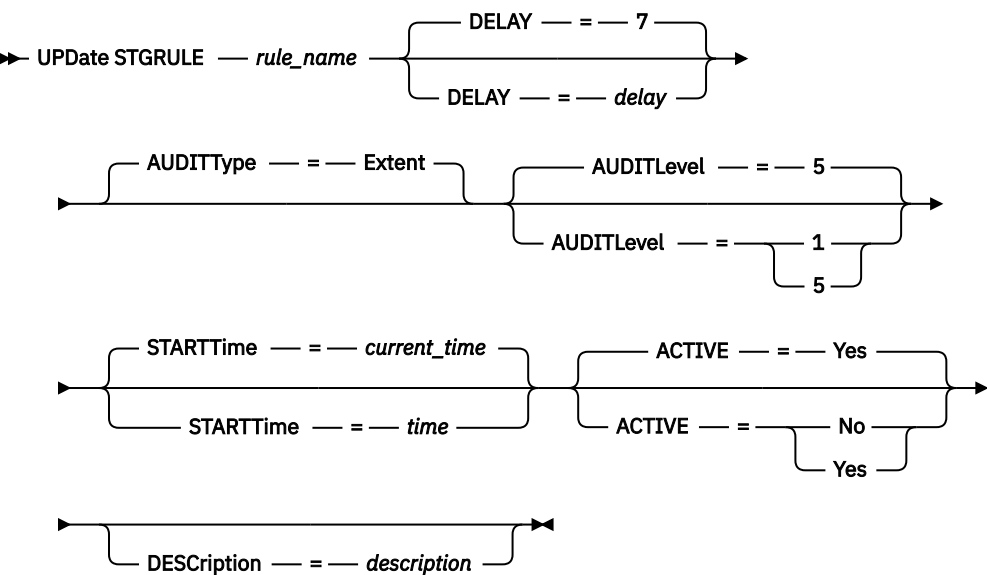 DELAY = 7
UPDate STGRULE rule_name
DELAY = delay
AUDITType = Extent
AUDITLevel = 5
AUDITLevel = 1
5
STARTTime = current_time
ACTIVE = Yes
STARTTime = time
ACTIVE = No
Yes
DESCription = description